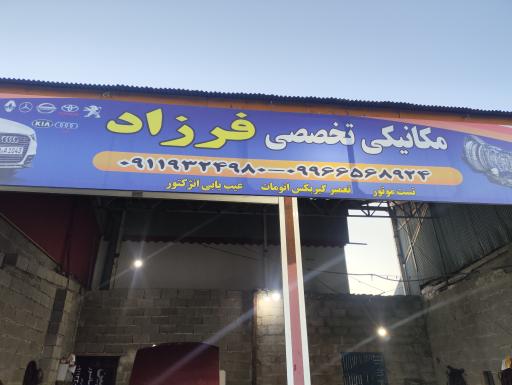 مکانیکی تخصصی فرزاد
۰۹۱۱۹۳۲۴۹۸۰-۰۹۹۶۶۵۶۸۹۲۴
تست موتور تعمیر گیربکس اتومات عیب یابی انژکتور
KIA